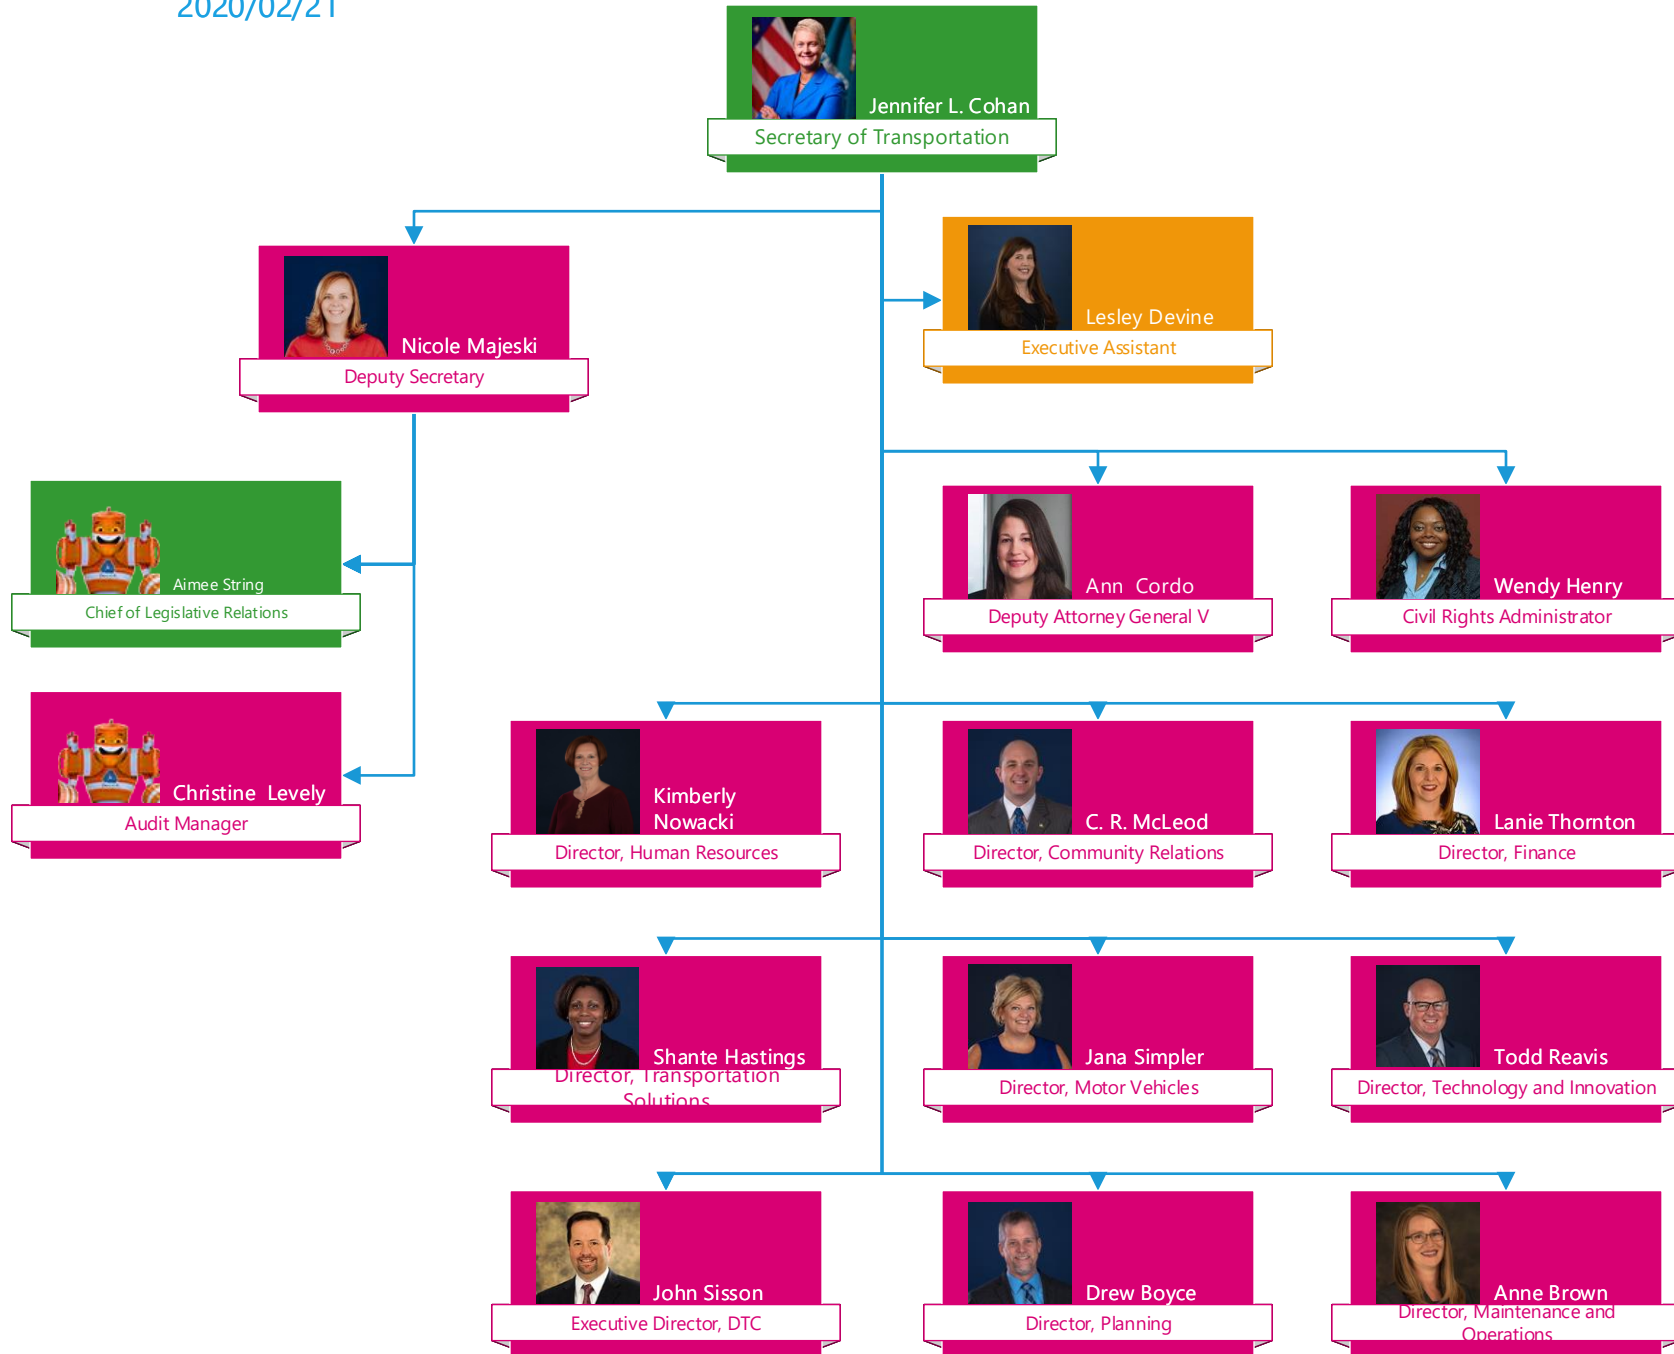 2020/02/21
Jennifer L. Cohan
Secretary of Transportation
Nicole Majeski
Deputy Secretary
Lesley Devine
Executive Assistant
Aimee String
Chief of Legislative Relations
Ann Cordo
Deputy Attorney General V
Wendy Henry
Civil Rights Administrator
Christine Levely
Audit Manager
Kimberly
Nowacki
Director, Human Resources
C. R. McLeod
Director, Community Relations
Lanie Thornton
Director, Finance
Shante Hastings
Director, Transportation
Solutions
Jana Simpler
Director, Motor Vehicles
Todd Reavis
Director, Technology and Innovation
John Sisson
Executive Director, DTC
Drew Boyce
Director, Planning
Anne Brown
Director, Maintenance and
Operations